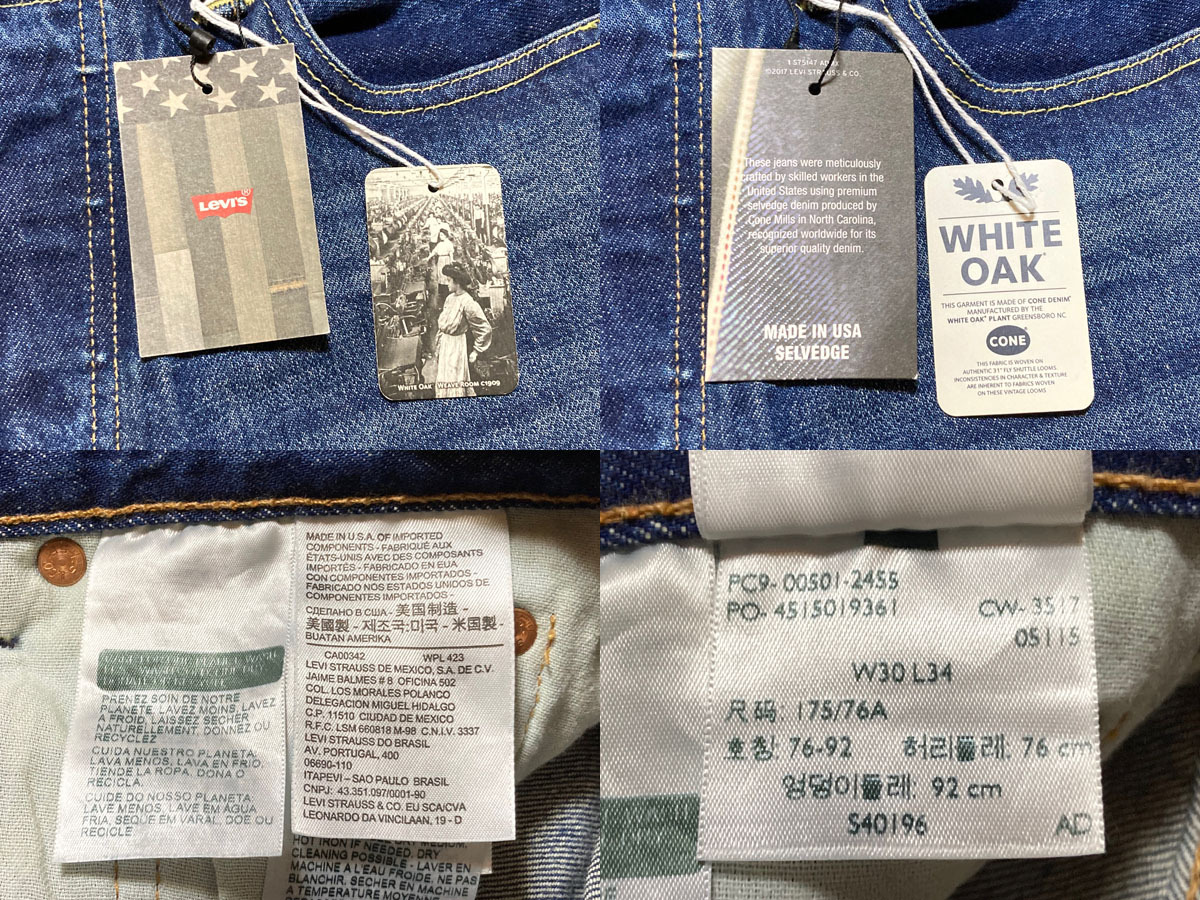 LEVI'S®
WHITE OAK® WEAVE ROOM C1909
1 S75147 AD
©2017 LEVI STRAUSS & CO.
These jeans were meticulously
crafted by skilled workers in the
United States using premium
selvedge denim produced by
Cone Mills in North Carolina,
recognized worldwide for its
superior quality denim.
MADE IN USA
SELVEDGE
WHITE
OAK®
THIS GARMENT IS MADE OF CONE DENIM®
MANUFACTURED BY THE
WHITE OAK® PLANT GREENSBORO NC
CONE
THIS FABRIC IS WOVEN ON
AUTHENTIC 31" FLY SHUTTLE LOOMS.
INCONSISTENCIES IN CHARACTER & TEXTURE
ARE INHERENT TO FABRICS WOVEN
ON THESE VINTAGE LOOMS
PRENEZ SOIN DE NOTRE
PLANETE. LAVEZ MOINS, LAVEZ
A FROID, LAISSEZ SECHER
NATURELLEMENT, DONNEZ OU
RECYCLEZ
CUIDA NUESTRO PLANETA:
LAVA MENOS, LAVA EN FRIO,
TIENDE LA ROPA, DONA O
RECICLA.
CUIDE DO NOSSO PLANETA:
LAVE MENOS, LAVE EM AGUA
FRIA, SEQUE EM VARAL, DOE OU
RECICLE
MADE IN U.S.A. OF IMPORTED
COMPONENTS - FABRIQUÉ AUX
ÉTATS-UNIS AVEC DES COMPOSANTS
IMPORTÉS - FABRICADO EN EUA
CON COMPONENTES IMPORTADOS -
FABRICADO NOS ESTADOS UNIDOS DE
COMPONENTES IMPORTADOS -
СДЕЛАНО В США - 美国制造 -
美國製 - 제조국:미국 - 米国製 -
BUATAN AMERIKA
CA00342 WPL 423
LEVI STRAUSS DE MEXICO, S.A. DE C.V.
JAIME BALMES # 8 OFICINA 502
COL. LOS MORALES POLANCO
DELEGACION MIGUEL HIDALGO
C.P. 11510 CIUDAD DE MEXICO
R.F.C. LSM 660818 M-98 C.N.I.V. 3337
LEVI STRAUSS DO BRASIL
AV. PORTUGAL, 400
06690-110
ITAPEVI – SAO PAULO BRASIL
CNPJ: 43.351.097/0001-90
LEVI STRAUSS & CO. EU SCA/CVA
LEONARDO DA VINCILAAN, 19 - D
HOT IRON IF NEEDED, DRY
CLEANING POSSIBLE - LAVER EN
MACHINE A L'EAU FROIDE, NE PAS
BLANCHIR, SECHER EN MACHINE
A TEMPERATURE MOYENNE
PC9-00501-2455
PO-4515019361 CW-3517
05115
W30 L34
尺码: 175/76A
호칭: 76-92 허리둘레: 76 cm
엉덩이둘레: 92 cm
S40196 AD